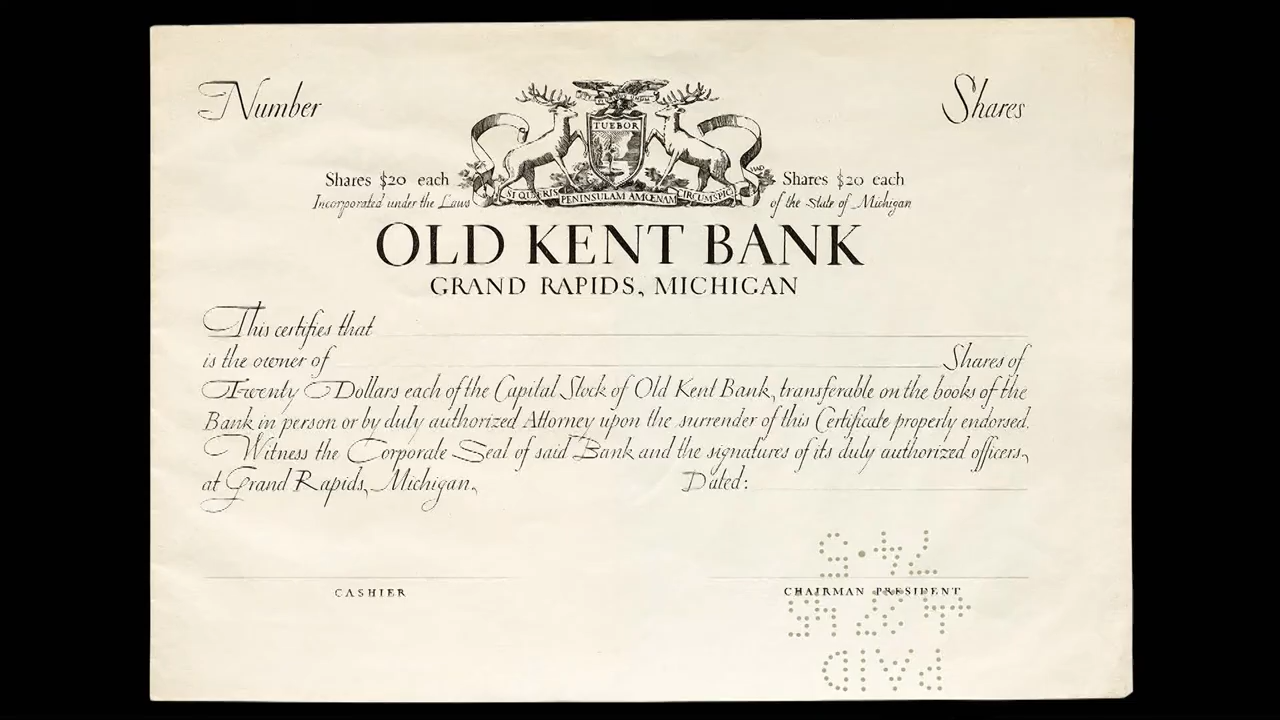 Number
Shares
TUEBOR
Shares $20 each
Shares $20 each
SI QUÆRIS PENINSULAM AMŒNAM CIRCUMSPIC
Incorporated under the Laws
of the State of Michigan
OLD KENT BANK
GRAND RAPIDS, MICHIGAN
This certifies that
is the owner of Shares of
Twenty Dollars each of the Capital Stock of Old Kent Bank, transferable on the books of the
Bank in person or by duly authorized Attorney upon the surrender of this Certificate properly endorsed.
Witness the Corporate Seal of said Bank and the signatures of its duly authorized officers,
at Grand Rapids, Michigan. Dated:
CASHIER
CHAIRMAN PRESIDENT
PAID